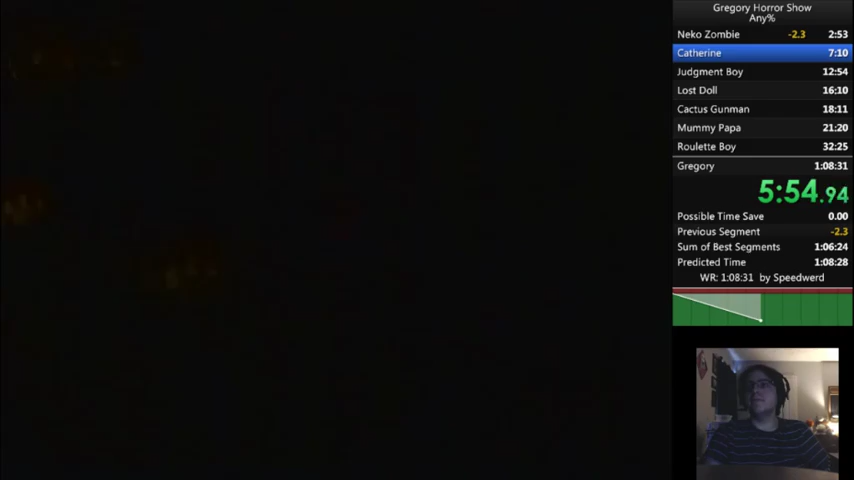 Gregory Horror Show
Any%
Neko Zombie -2.3 2:53
Catherine 7:10
Judgment Boy 12:54
Lost Doll 16:10
Cactus Gunman 18:11
Mummy Papa 21:20
Roulette Boy 32:25
Gregory 1:08:31
5:54.94
Possible Time Save 0.00
Previous Segment -2.3
Sum of Best Segments 1:06:24
Predicted Time 1:08:28
WR: 1:08:31 by Speedwerd